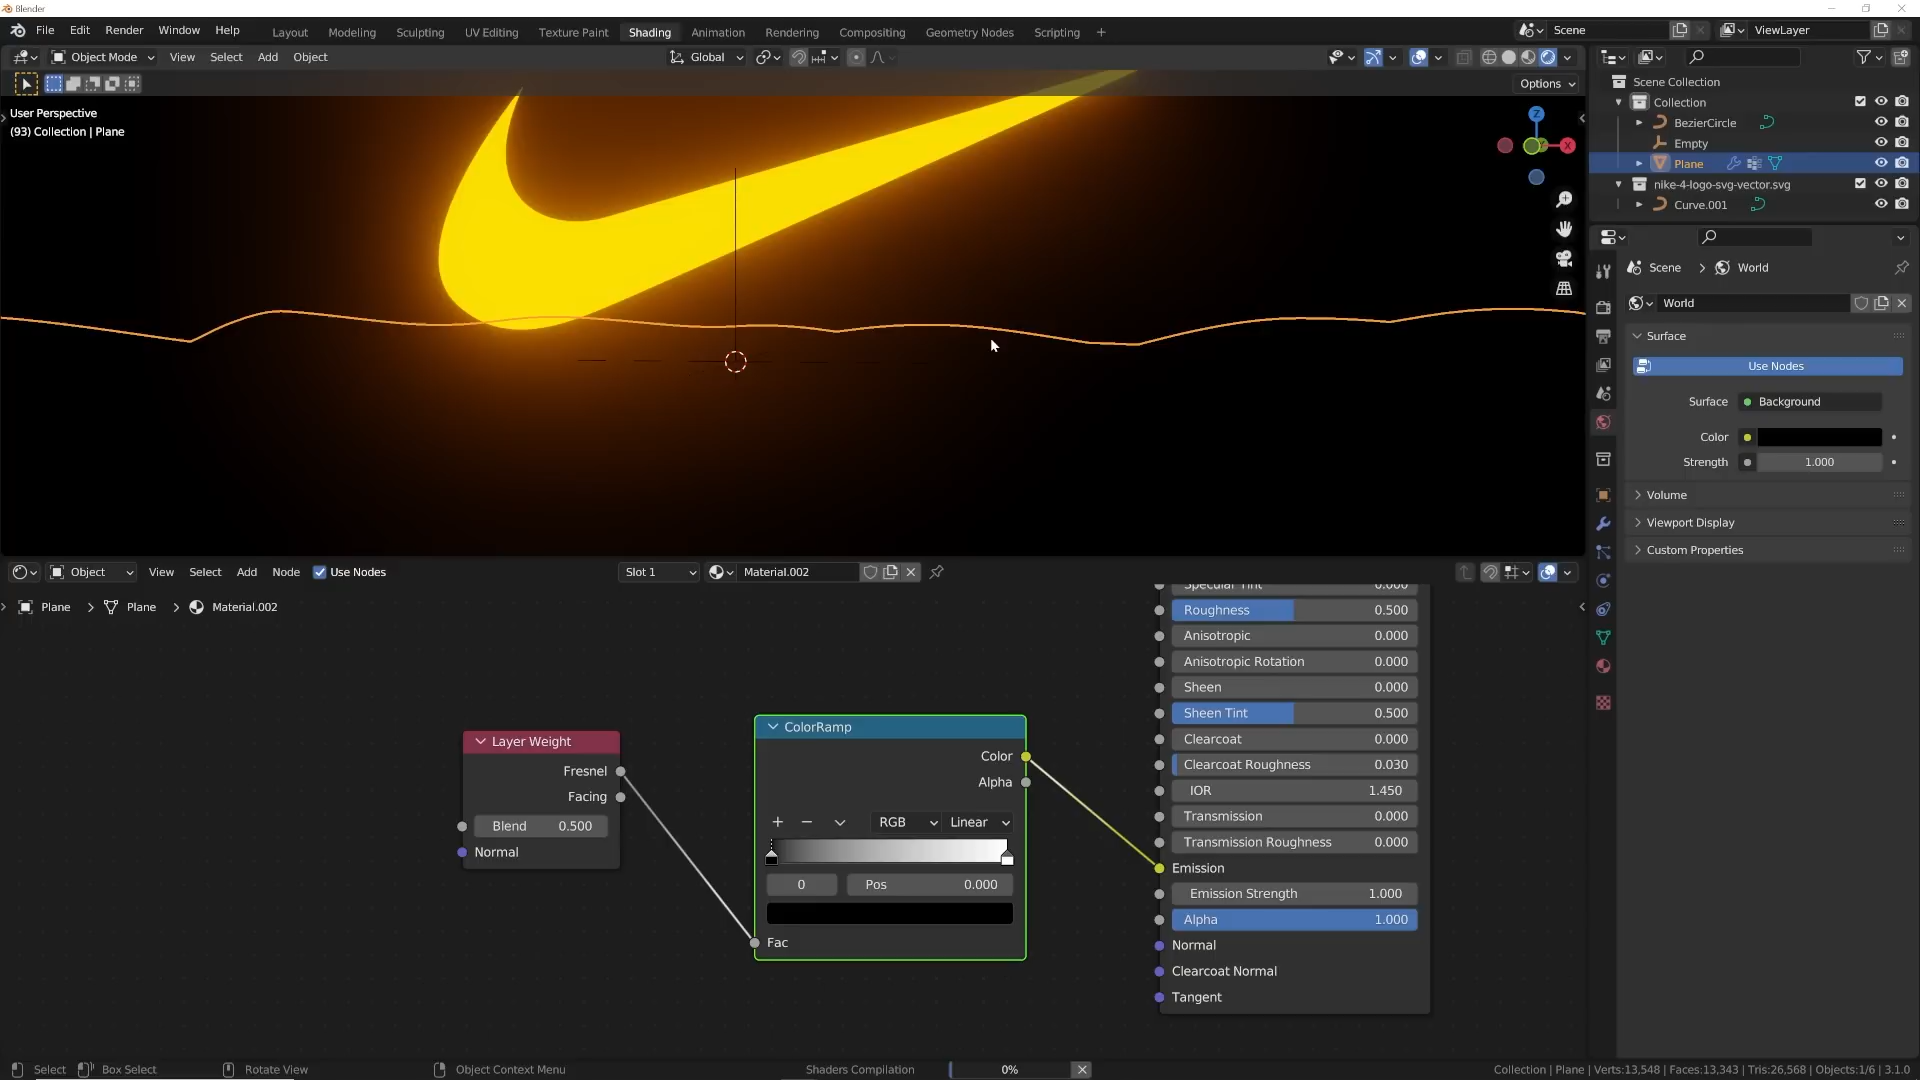 Blender
File Edit Render Window Help Layout Modeling Sculpting UV Editing Texture Paint Shading Animation Rendering Compositing Geometry Nodes Scripting + Scene ViewLayer
Object Mode View Select Add Object Global
Options
User Perspective
(93) Collection | Plane
Z
X
Scene Collection
Collection
BezierCircle
Empty
Plane
nike-4-logo-svg-vector.svg
Curve.001
Scene > World
World
Surface
Use Nodes
Surface Background
Color
Strength 1.000
Volume
Viewport Display
Custom Properties
Object View Select Add Node Use Nodes Slot 1 Material.002
Plane > Plane > Material.002
Layer Weight
Fresnel
Facing
Blend 0.500
Normal
ColorRamp
Color
Alpha
+ − RGB Linear
0 Pos 0.000
Fac
Specular Tint 0.000
Roughness 0.500
Anisotropic 0.000
Anisotropic Rotation 0.000
Sheen 0.000
Sheen Tint 0.500
Clearcoat 0.000
Clearcoat Roughness 0.030
IOR 1.450
Transmission 0.000
Transmission Roughness 0.000
Emission
Emission Strength 1.000
Alpha 1.000
Normal
Clearcoat Normal
Tangent
Select Box Select Rotate View Object Context Menu Shaders Compilation 0% Collection | Plane | Verts:13,548 | Faces:13,343 | Tris:26,568 | Objects:1/6 | 3.1.0